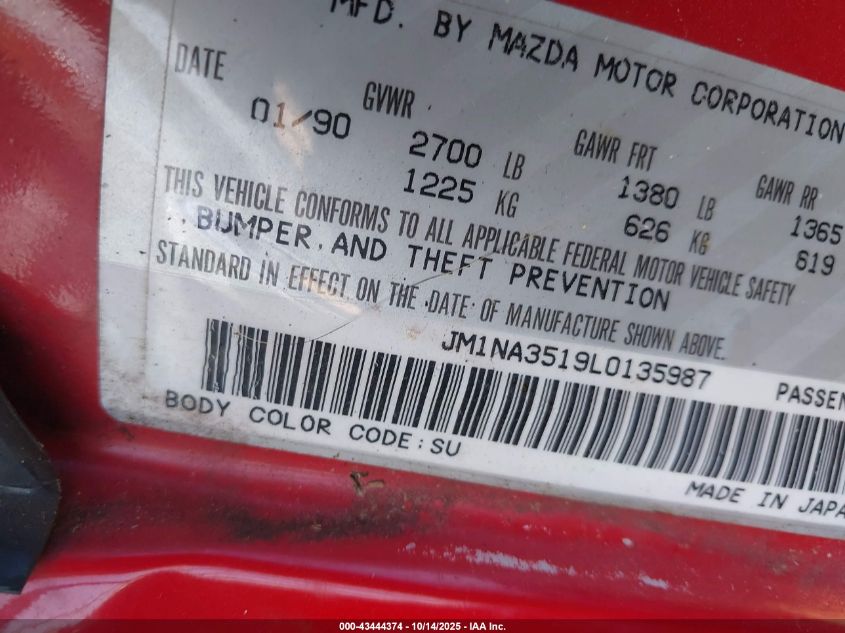 MFD. BY MAZDA MOTOR CORPORATION
DATE GVWR GAWR FRT GAWR RR
01/90 2700 LB 1380 LB 1365
1225 KG 626 KG 619
THIS VEHICLE CONFORMS TO ALL APPLICABLE FEDERAL MOTOR VEHICLE SAFETY
BUMPER, AND THEFT PREVENTION
STANDARD IN EFFECT ON THE DATE OF MANUFACTURE SHOWN ABOVE.
JM1NA3519L0135987 PASSEN
BODY COLOR CODE: SU
MADE IN JAPA
000-43444374 | 10/14/2025 - IAA Inc.